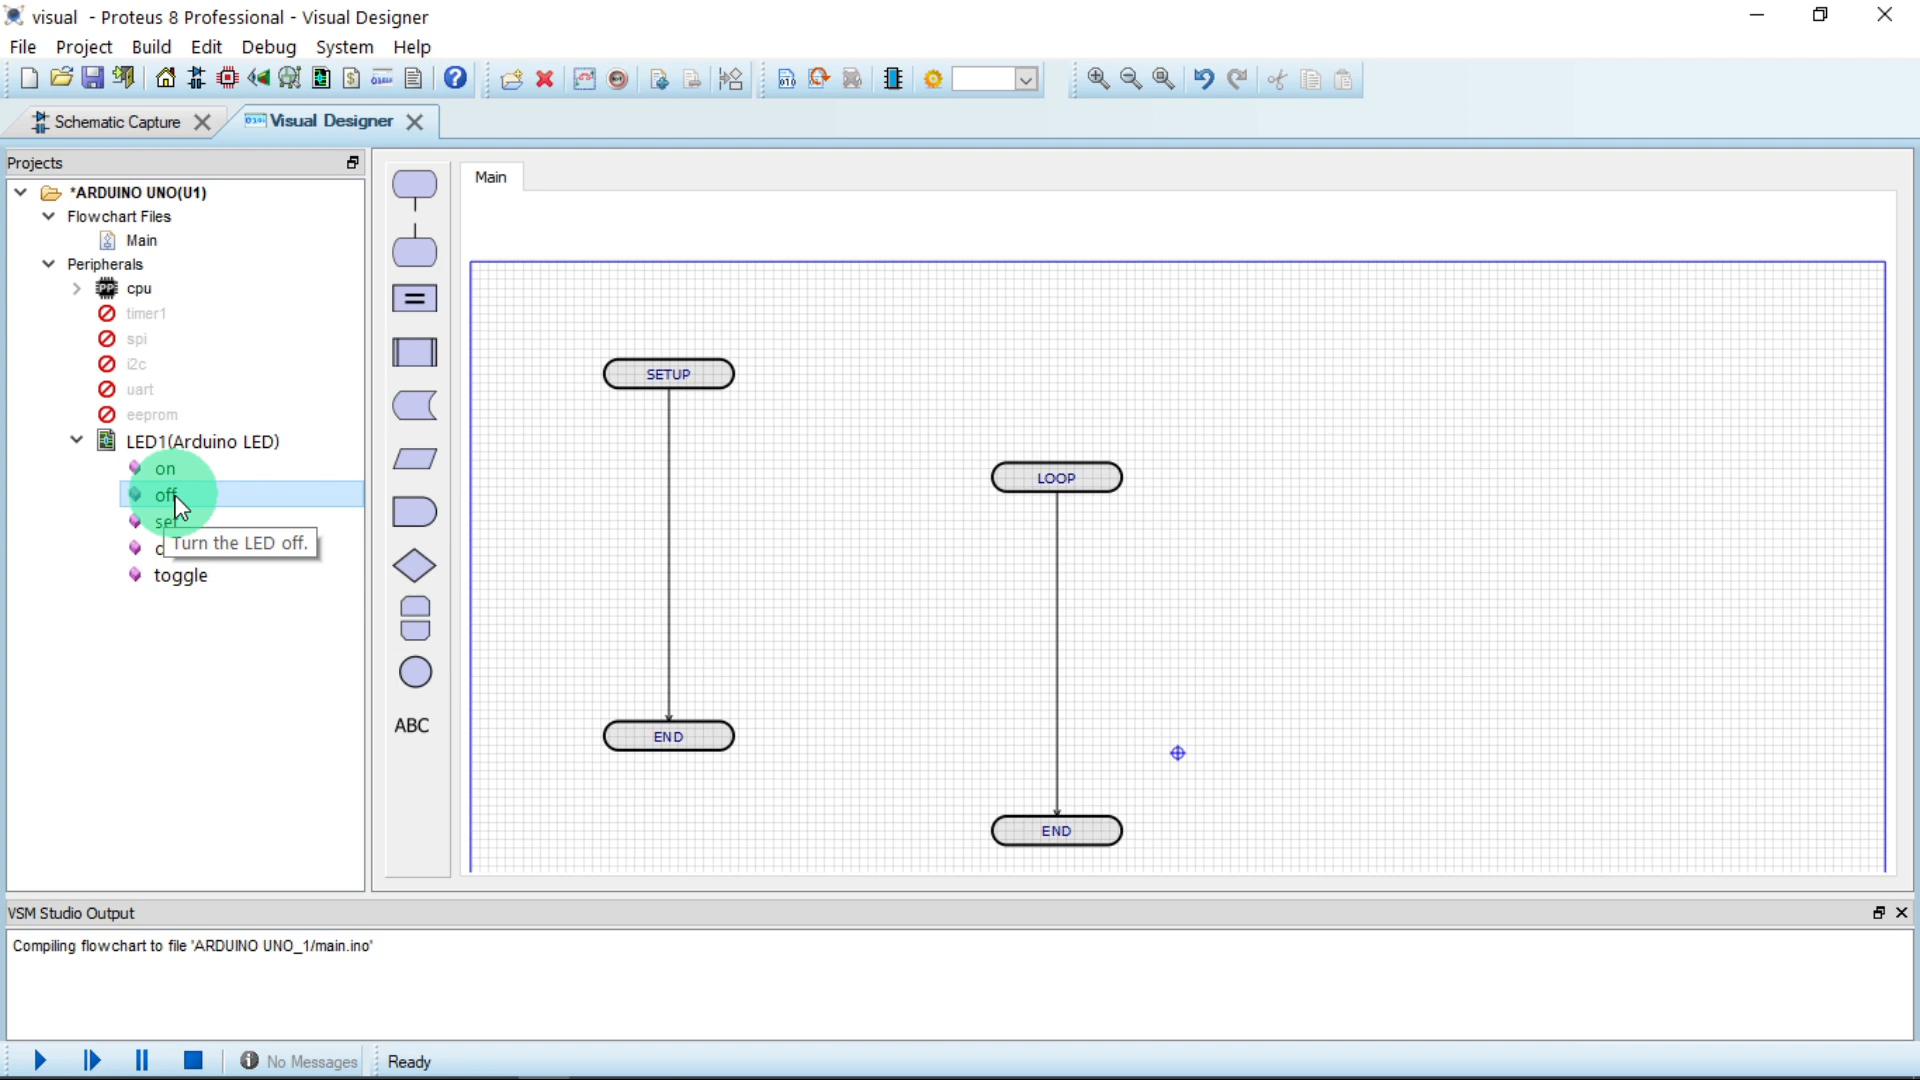 visual - Proteus 8 Professional - Visual Designer
File Project Build Edit Debug System Help
Schematic Capture
Visual Designer
Projects
*ARDUINO UNO(U1)
Flowchart Files
Main
Peripherals
cpu
timer1
spi
i2c
uart
eeprom
LED1(Arduino LED)
on
off
set
Turn the LED off.
toggle
ABC
Main
SETUP
END
LOOP
END
VSM Studio Output
Compiling flowchart to file 'ARDUINO UNO_1/main.ino'
No Messages
Ready